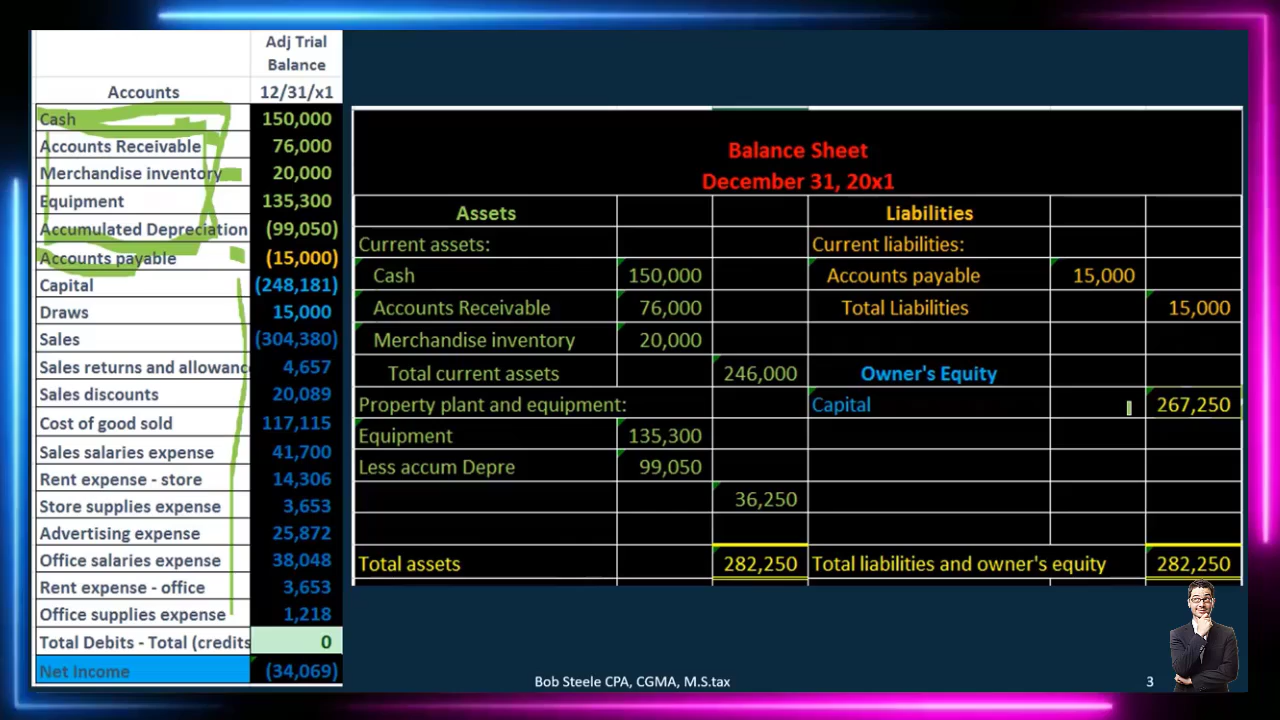 Adj Trial
Balance
Accounts 12/31/x1
Cash 150,000
Accounts Receivable 76,000
Merchandise inventory 20,000
Equipment 135,300
Accumulated Depreciation (99,050)
Accounts payable (15,000)
Capital (248,181)
Draws 15,000
Sales (304,380)
Sales returns and allowanc 4,657
Sales discounts 20,089
Cost of good sold 117,115
Sales salaries expense 41,700
Rent expense - store 14,306
Store supplies expense 3,653
Advertising expense 25,872
Office salaries expense 38,048
Rent expense - office 3,653
Office supplies expense 1,218
Total Debits - Total (credits 0
Net Income (34,069)
Balance Sheet
December 31, 20x1
Assets Liabilities
Current assets: Current liabilities:
Cash 150,000 Accounts payable 15,000
Accounts Receivable 76,000 Total Liabilities 15,000
Merchandise inventory 20,000
Total current assets 246,000 Owner's Equity
Property plant and equipment: Capital 267,250
Equipment 135,300
Less accum Depre 99,050
36,250
Total assets 282,250 Total liabilities and owner's equity 282,250
Bob Steele CPA, CGMA, M.S.tax 3